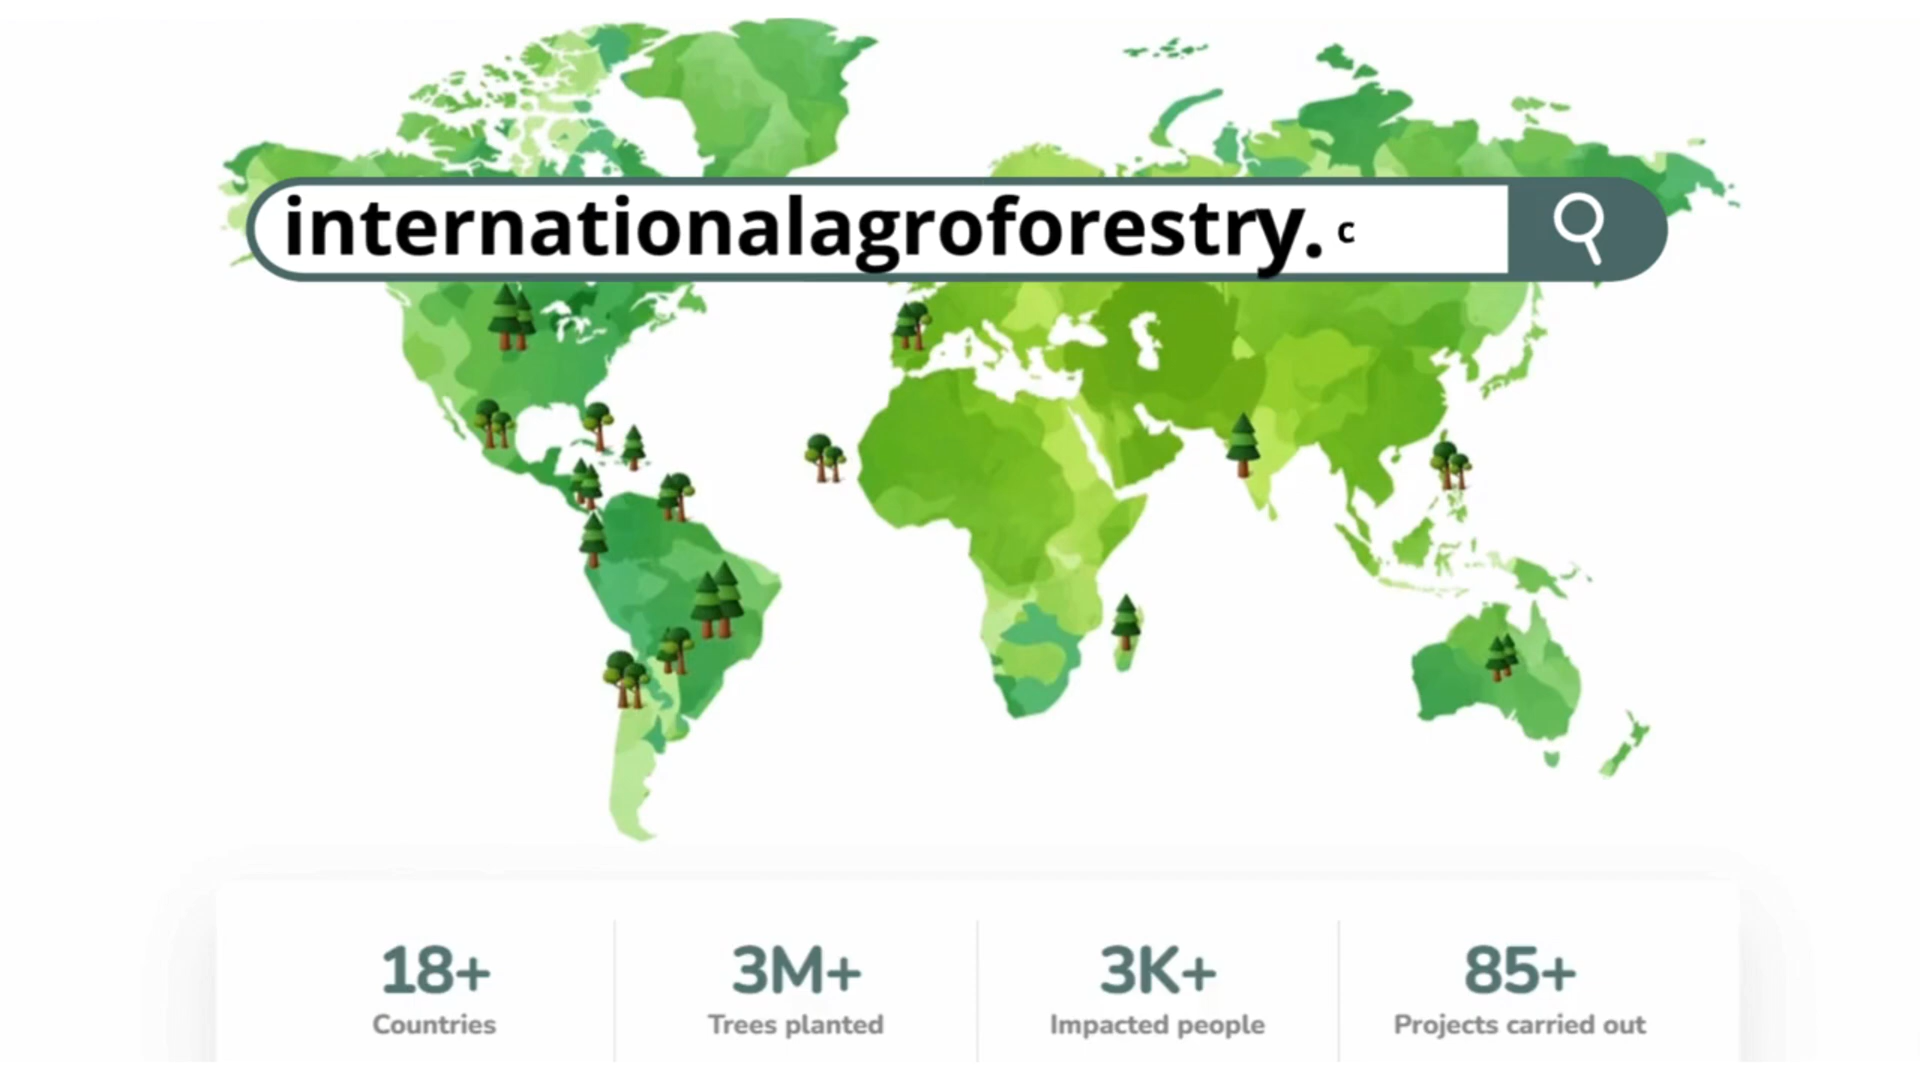 internationalagroforestry. c
18+ 3M+ 3K+ 85+
Countries Trees planted Impacted people Projects carried out